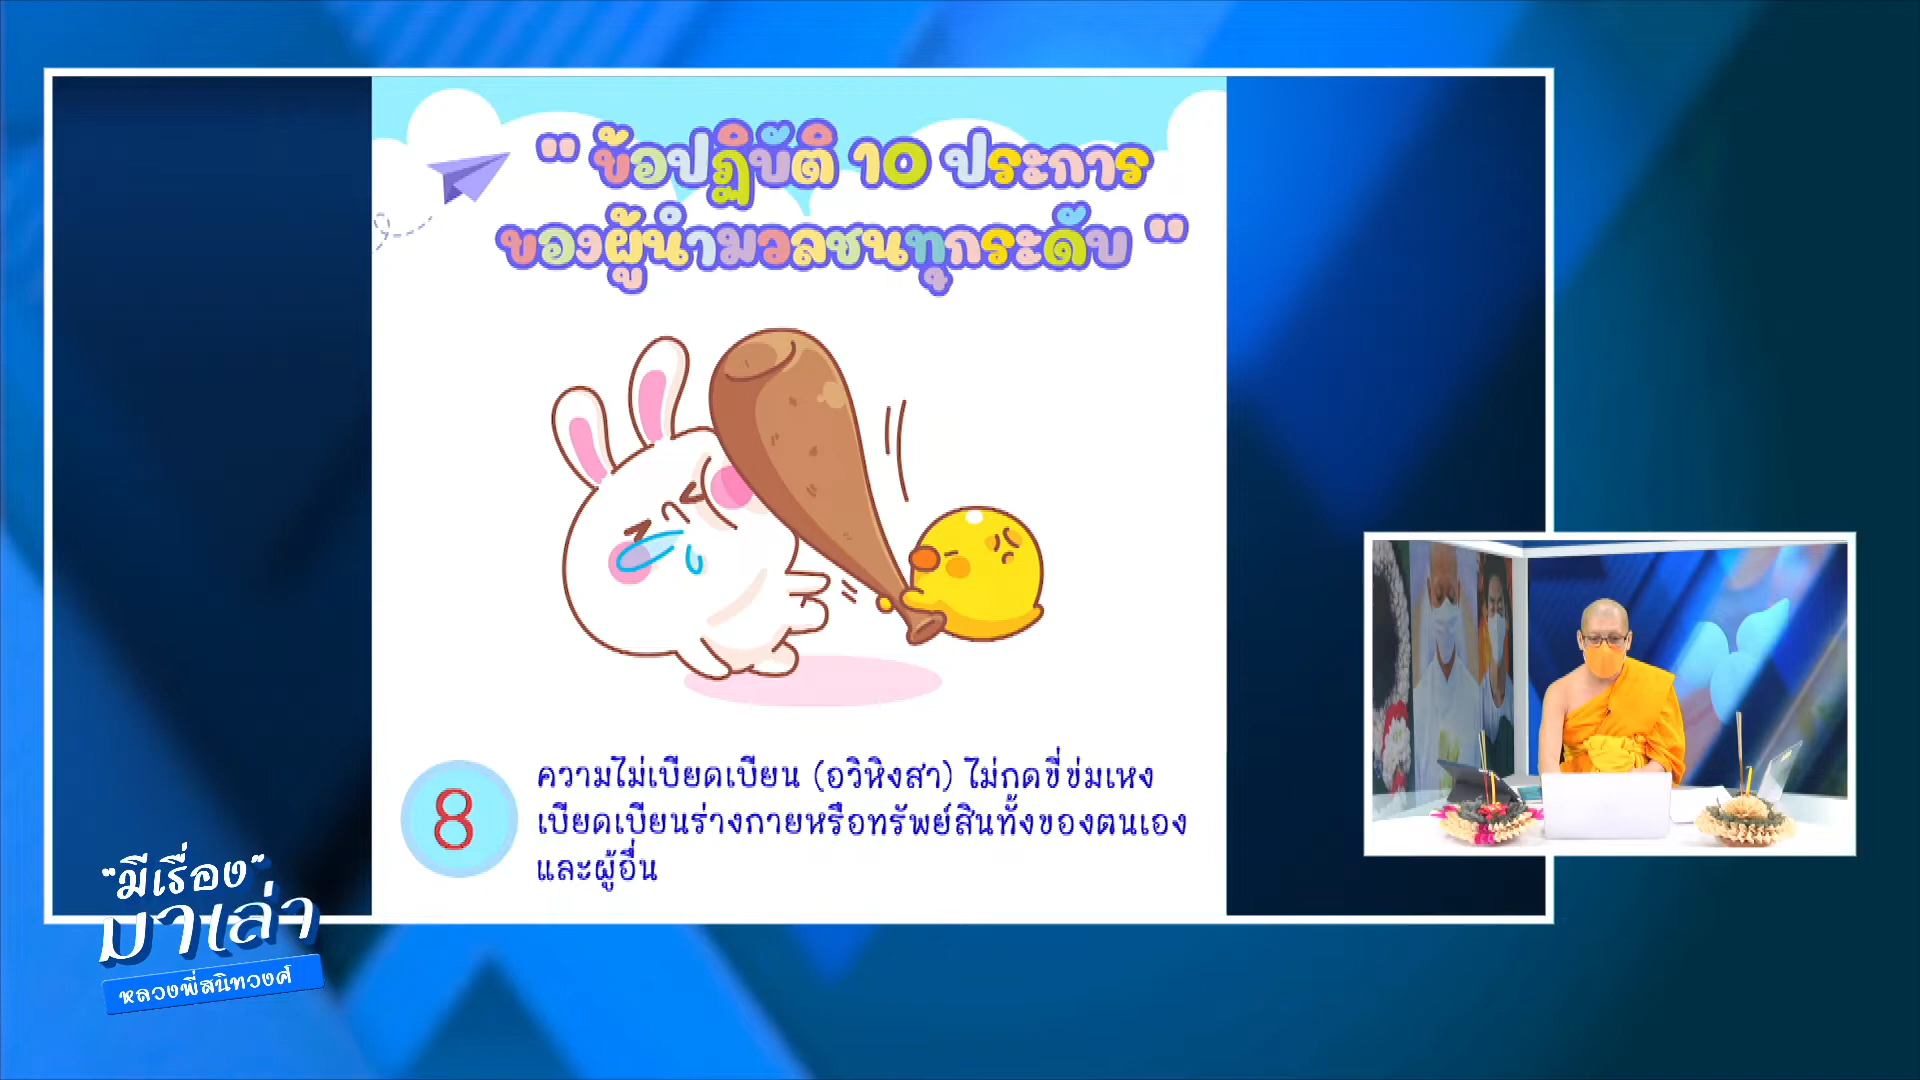 " ข้อปฏิบัติ 10 ประการ
ของผู้นำมวลชนทุกระดับ "
8
ความไม่เบียดเบียน (อวิหิงสา) ไม่กดขี่ข่มเหง
เบียดเบียนร่างกายหรือทรัพย์สินทั้งของตนเอง
และผู้อื่น
"มีเรื่อง"
มาเล่า
หลวงพี่สนิทวงศ์